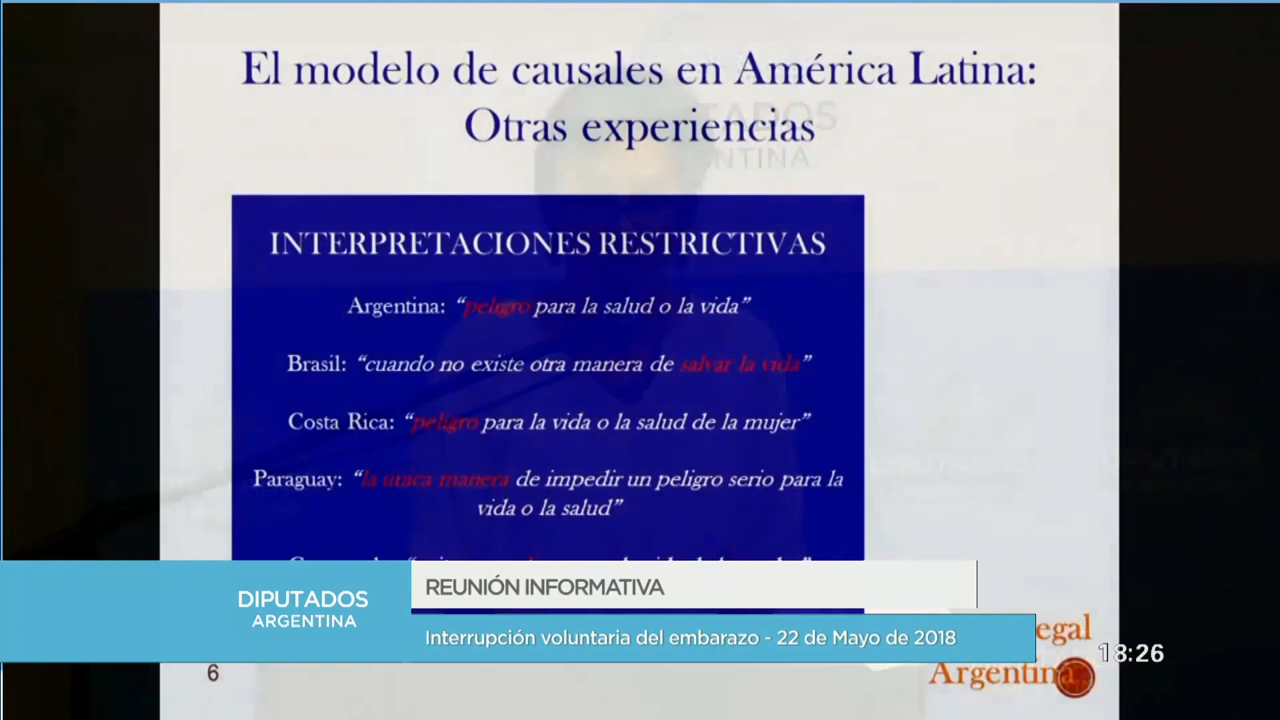 El modelo de causales en América Latina:
Otras experiencias
INTERPRETACIONES RESTRICTIVAS
Argentina: “peligro para la salud o la vida”
Brasil: “cuando no existe otra manera de salvar la vida”
Costa Rica: “peligro para la vida o la salud de la mujer”
Paraguay: “la única manera de impedir un peligro serio para la
vida o la salud”
DIPUTADOS
ARGENTINA
REUNIÓN INFORMATIVA
Interrupción voluntaria del embarazo - 22 de Mayo de 2018
egal
Argentina
18:26
6